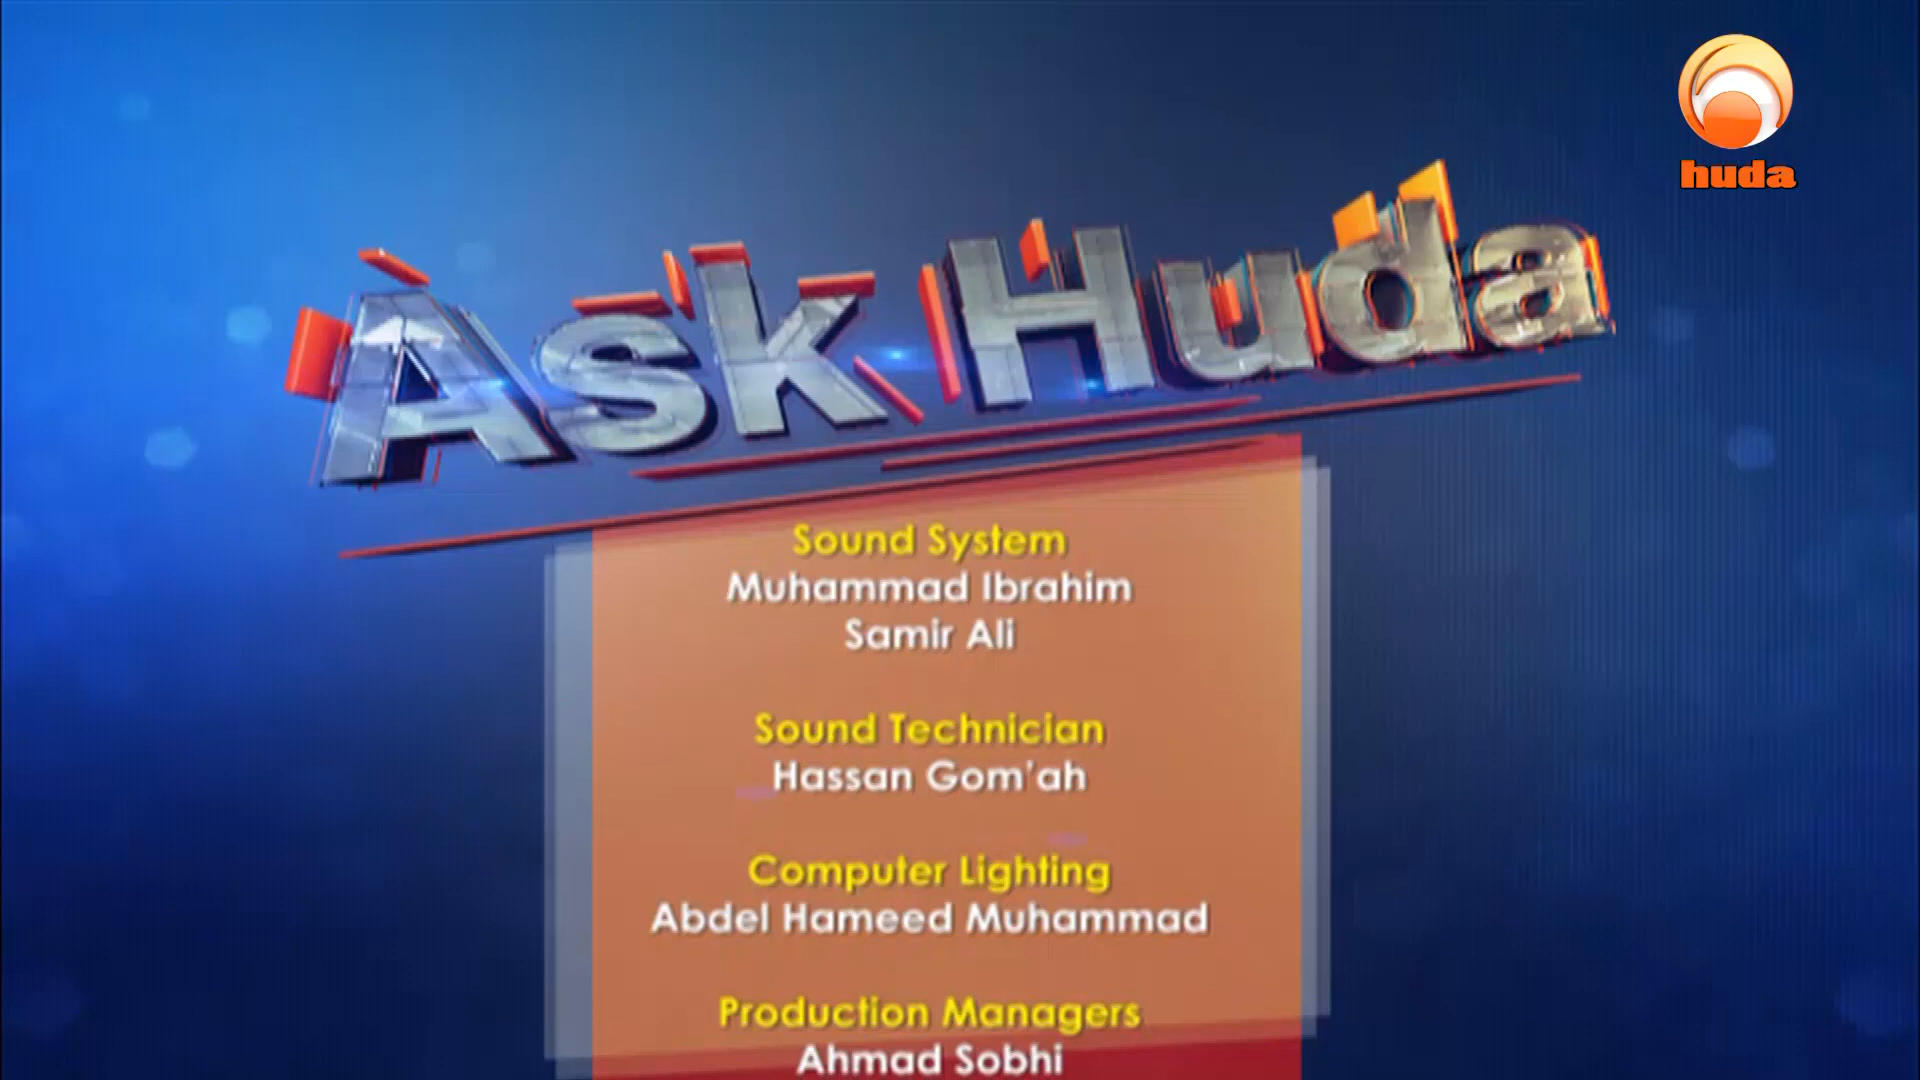 huda
Ask Huda
Sound System
Muhammad Ibrahim
Samir Ali
Sound Technician
Hassan Gom’ah
Computer Lighting
Abdel Hameed Muhammad
Production Managers
Ahmad Sobhi